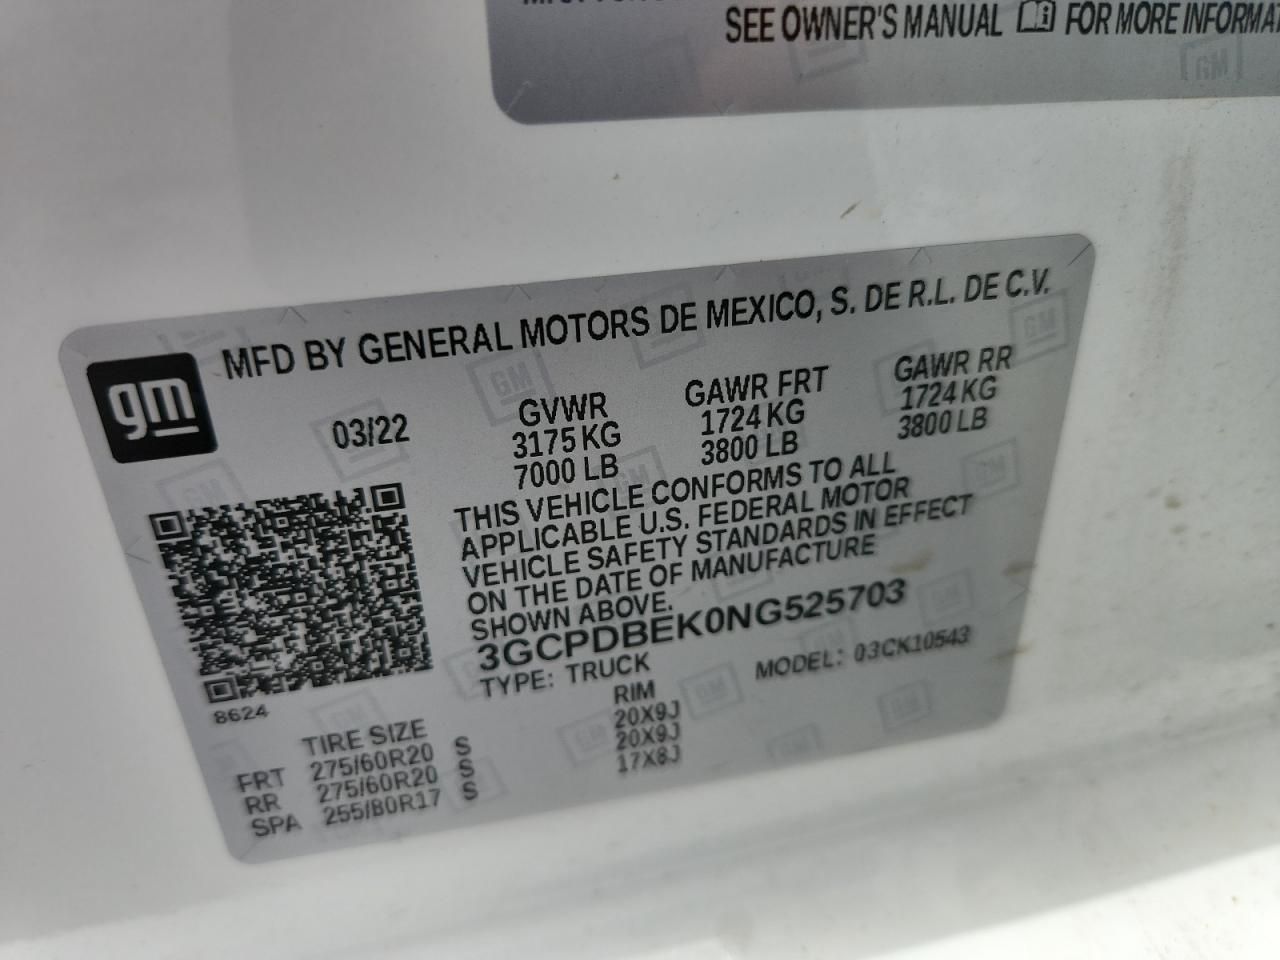 SEE OWNER'S MANUAL FOR MORE INFORMAT
gm
MFD BY GENERAL MOTORS DE MEXICO, S. DE R.L. DE C.V.
03/22
GVWR
3175 KG
7000 LB
GAWR FRT
1724 KG
3800 LB
GAWR RR
1724 KG
3800 LB
THIS VEHICLE CONFORMS TO ALL
APPLICABLE U.S. FEDERAL MOTOR
VEHICLE SAFETY STANDARDS IN EFFECT
ON THE DATE OF MANUFACTURE
SHOWN ABOVE.
3GCPDBEK0NG525703
TYPE: TRUCK MODEL: 03CK10543
8624
TIRE SIZE RIM
FRT 275/60R20 S 20X9J
RR 275/60R20 S 20X9J
SPA 255/80R17 S 17X8J